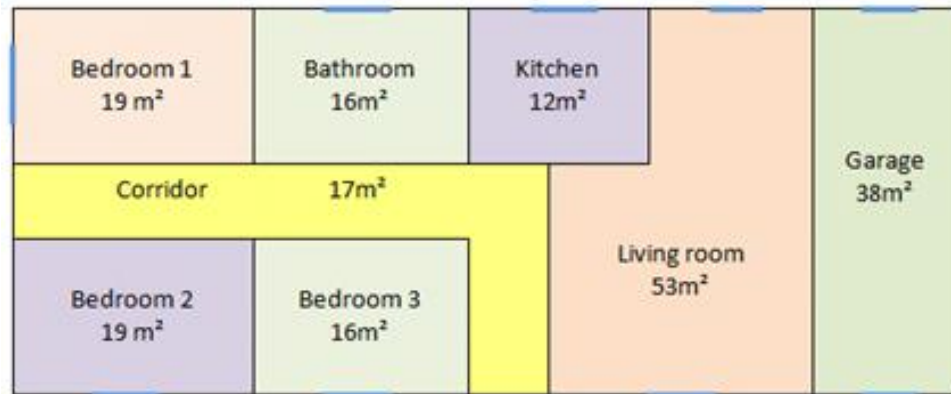 Bedroom 1
19 m²
Bathroom
16m²
Kitchen
12m²
Garage
38m²
Corridor 17m²
Living room
53m²
Bedroom 2
19 m²
Bedroom 3
16m²